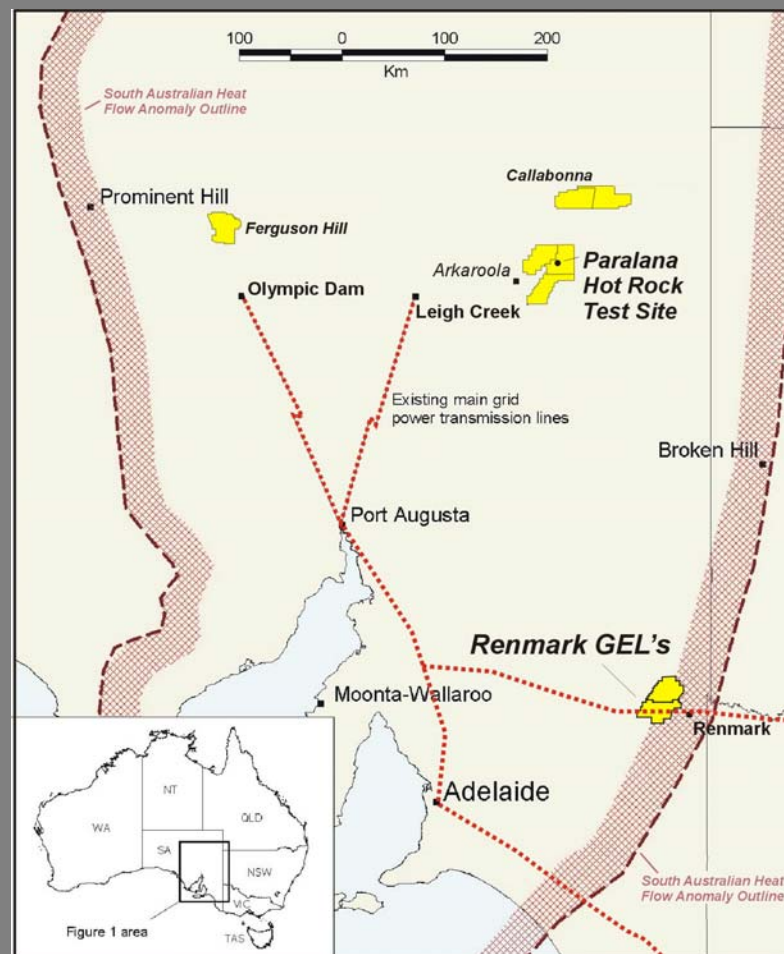 100 0 100 200
Km
South Australian Heat
Flow Anomaly Outline
Callabonna
Prominent Hill
Ferguson Hill
Arkaroola
Paralana
Hot Rock
Test Site
Olympic Dam
Leigh Creek
Existing main grid
power transmission lines
Broken Hill
Port Augusta
Renmark GEL's
Moonta-Wallaroo
Renmark
Adelaide
NT
QLD
WA
SA
NSW
VIC
TAS
Figure 1 area
South Australian Heat
Flow Anomaly Outline